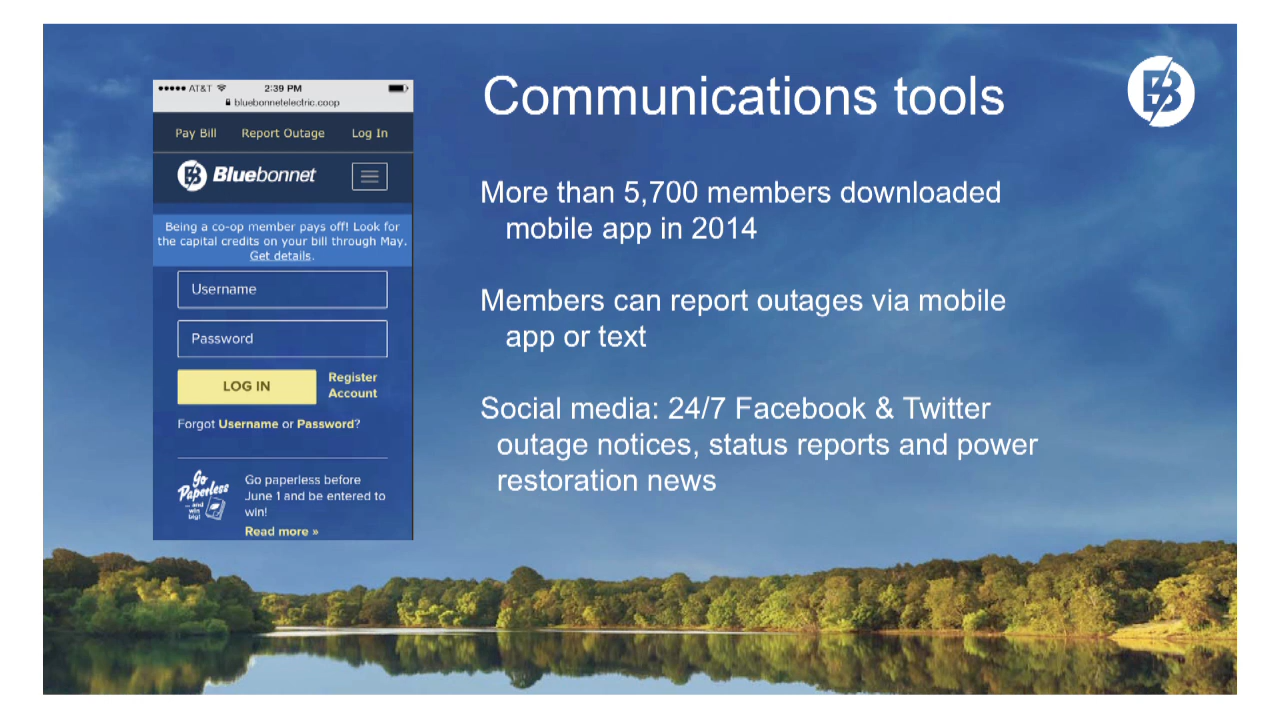 Communications tools
More than 5,700 members downloaded
mobile app in 2014
Members can report outages via mobile
app or text
Social media: 24/7 Facebook & Twitter
outage notices, status reports and power
restoration news
AT&T 2:39 PM
bluebonnetelectric.coop
Pay Bill Report Outage Log In
Bluebonnet
Being a co-op member pays off! Look for
the capital credits on your bill through May.
Get details.
Username
Password
LOG IN
Register
Account
Forgot Username or Password?
Go
Paperless
... and
win
big!
Go paperless before
June 1 and be entered to
win!
Read more »